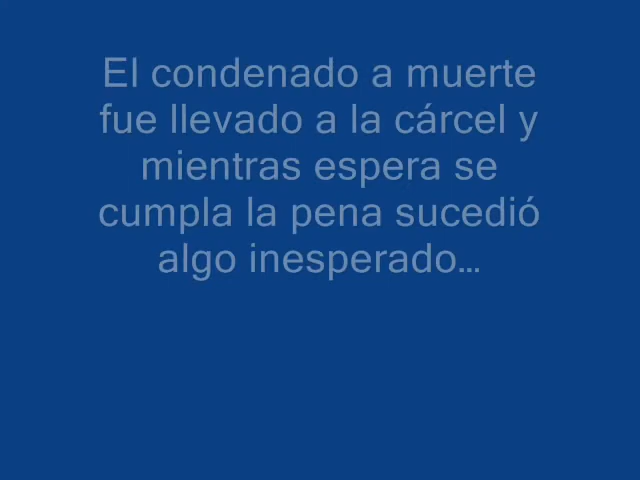 El condenado a muerte
fue llevado a la cárcel y
mientras espera se
cumpla la pena sucedió
algo inesperado...